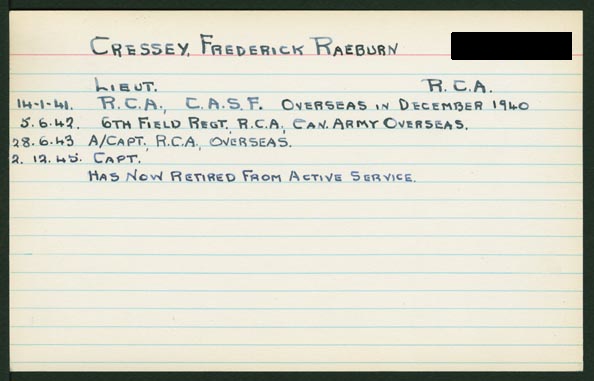 CRESSEY, FREDERICK RAEBURN
LIEUT. R.C.A.
14-1-41. R.C.A., C.A.S.F. OVERSEAS IN DECEMBER 1940
5.6.42. 6TH FIELD REGT., R.C.A., CAN. ARMY OVERSEAS.
28.6.43 A/CAPT., R.C.A., OVERSEAS.
2.12.45. CAPT.
HAS NOW RETIRED FROM ACTIVE SERVICE.